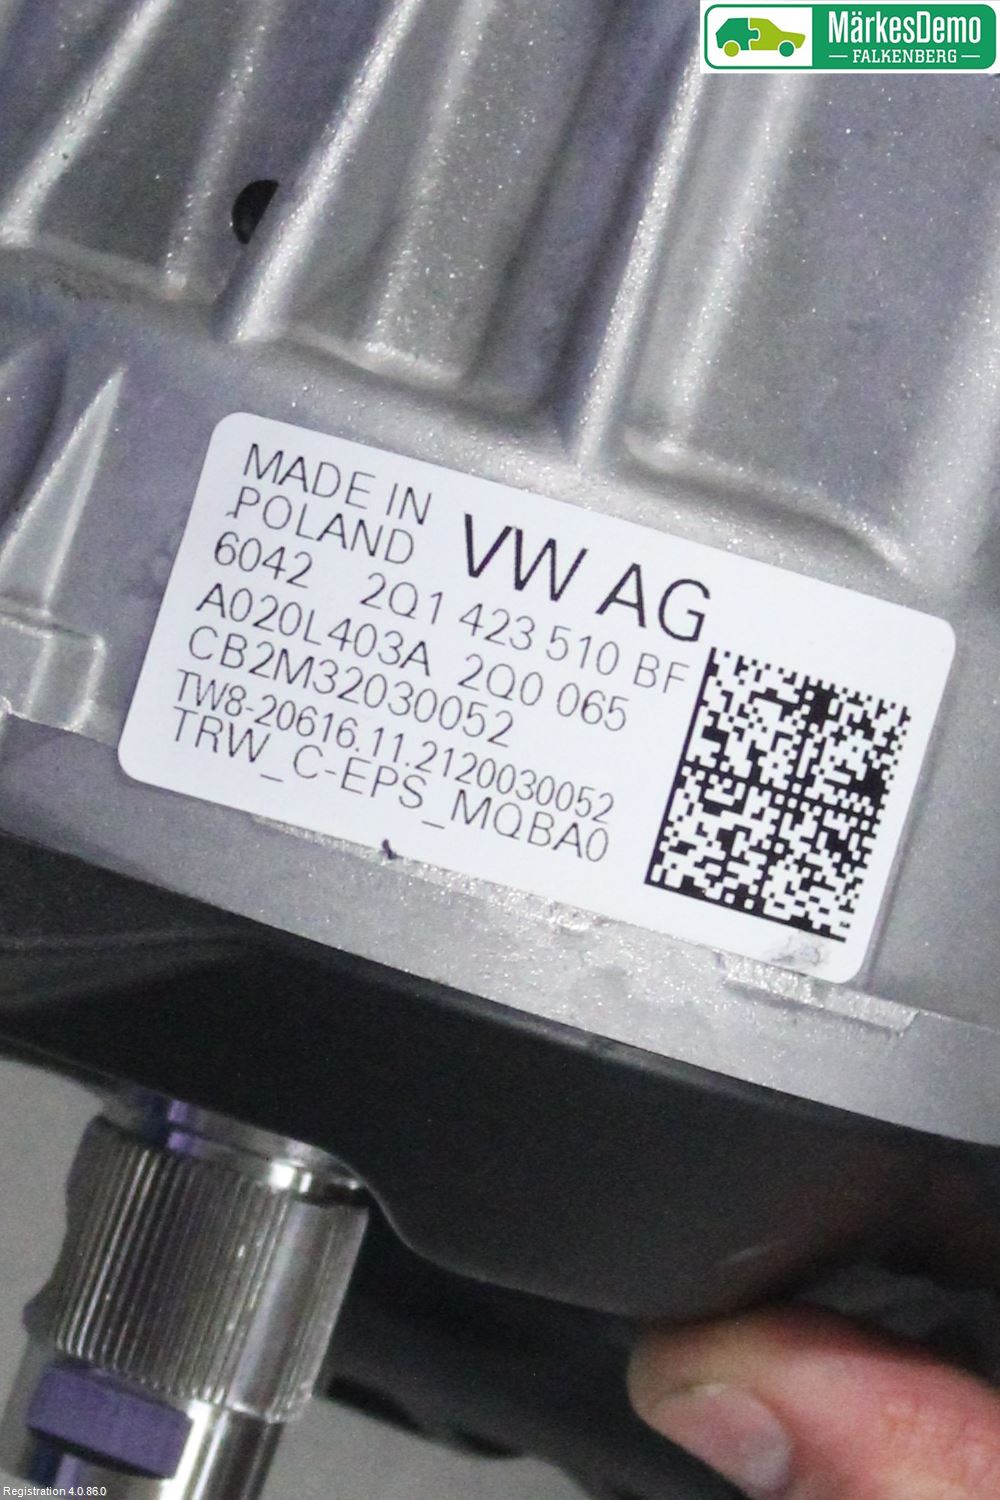 MärkesDemo
FALKENBERG
MADE IN
POLAND
VW AG
6042 2Q1 423 510 BF
A020L403A 2Q0 065
CB2M32030052
TW8-20616.11.2120030052
TRW_C-EPS_MQBA0
Registration 4.0.86.0